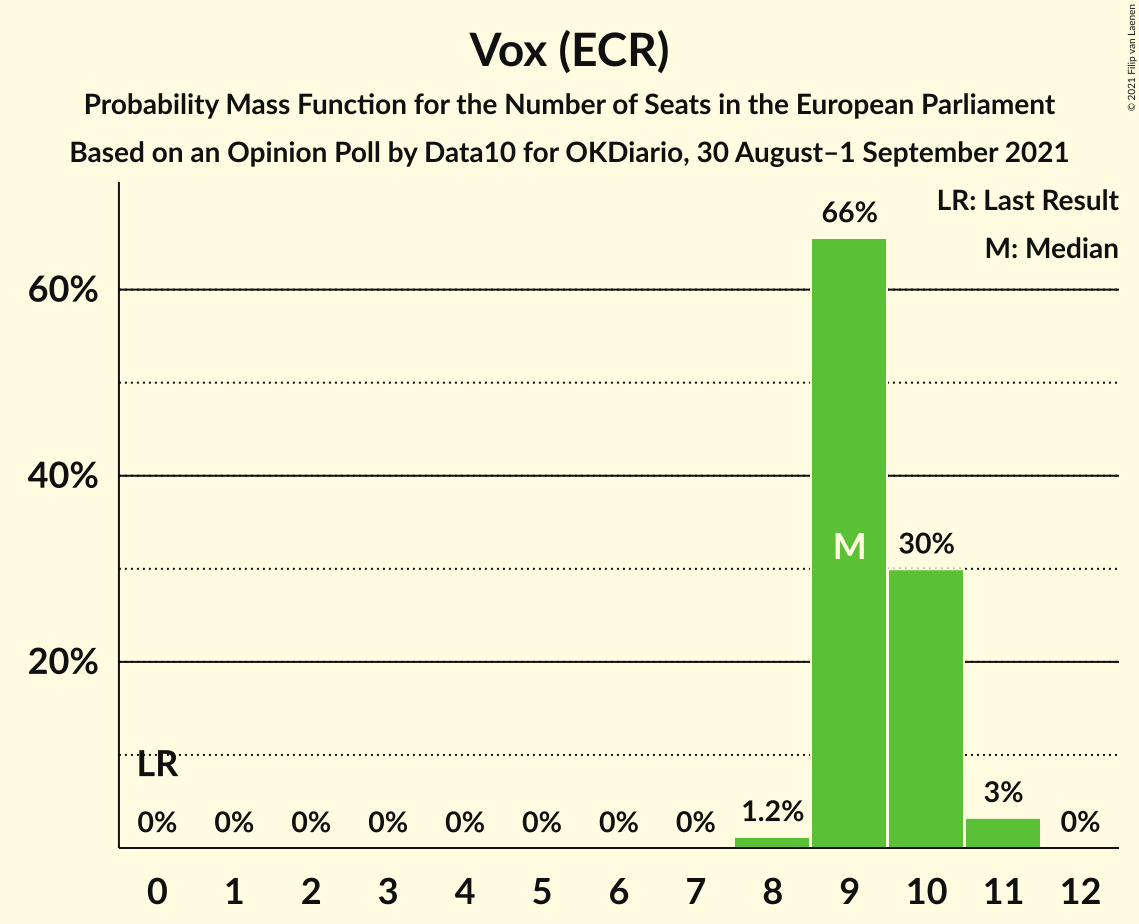 Vox (ECR)
Probability Mass Function for the Number of Seats in the European Parliament
Based on an Opinion Poll by Data10 for OKDiario, 30 August–1 September 2021
© 2021 Filip van Laenen
LR: Last Result
M: Median
66%
60%
40%
M
30%
20%
LR
0% 0% 0% 0% 0% 0% 0% 0% 1.2% 3% 0%
0 1 2 3 4 5 6 7 8 9 10 11 12